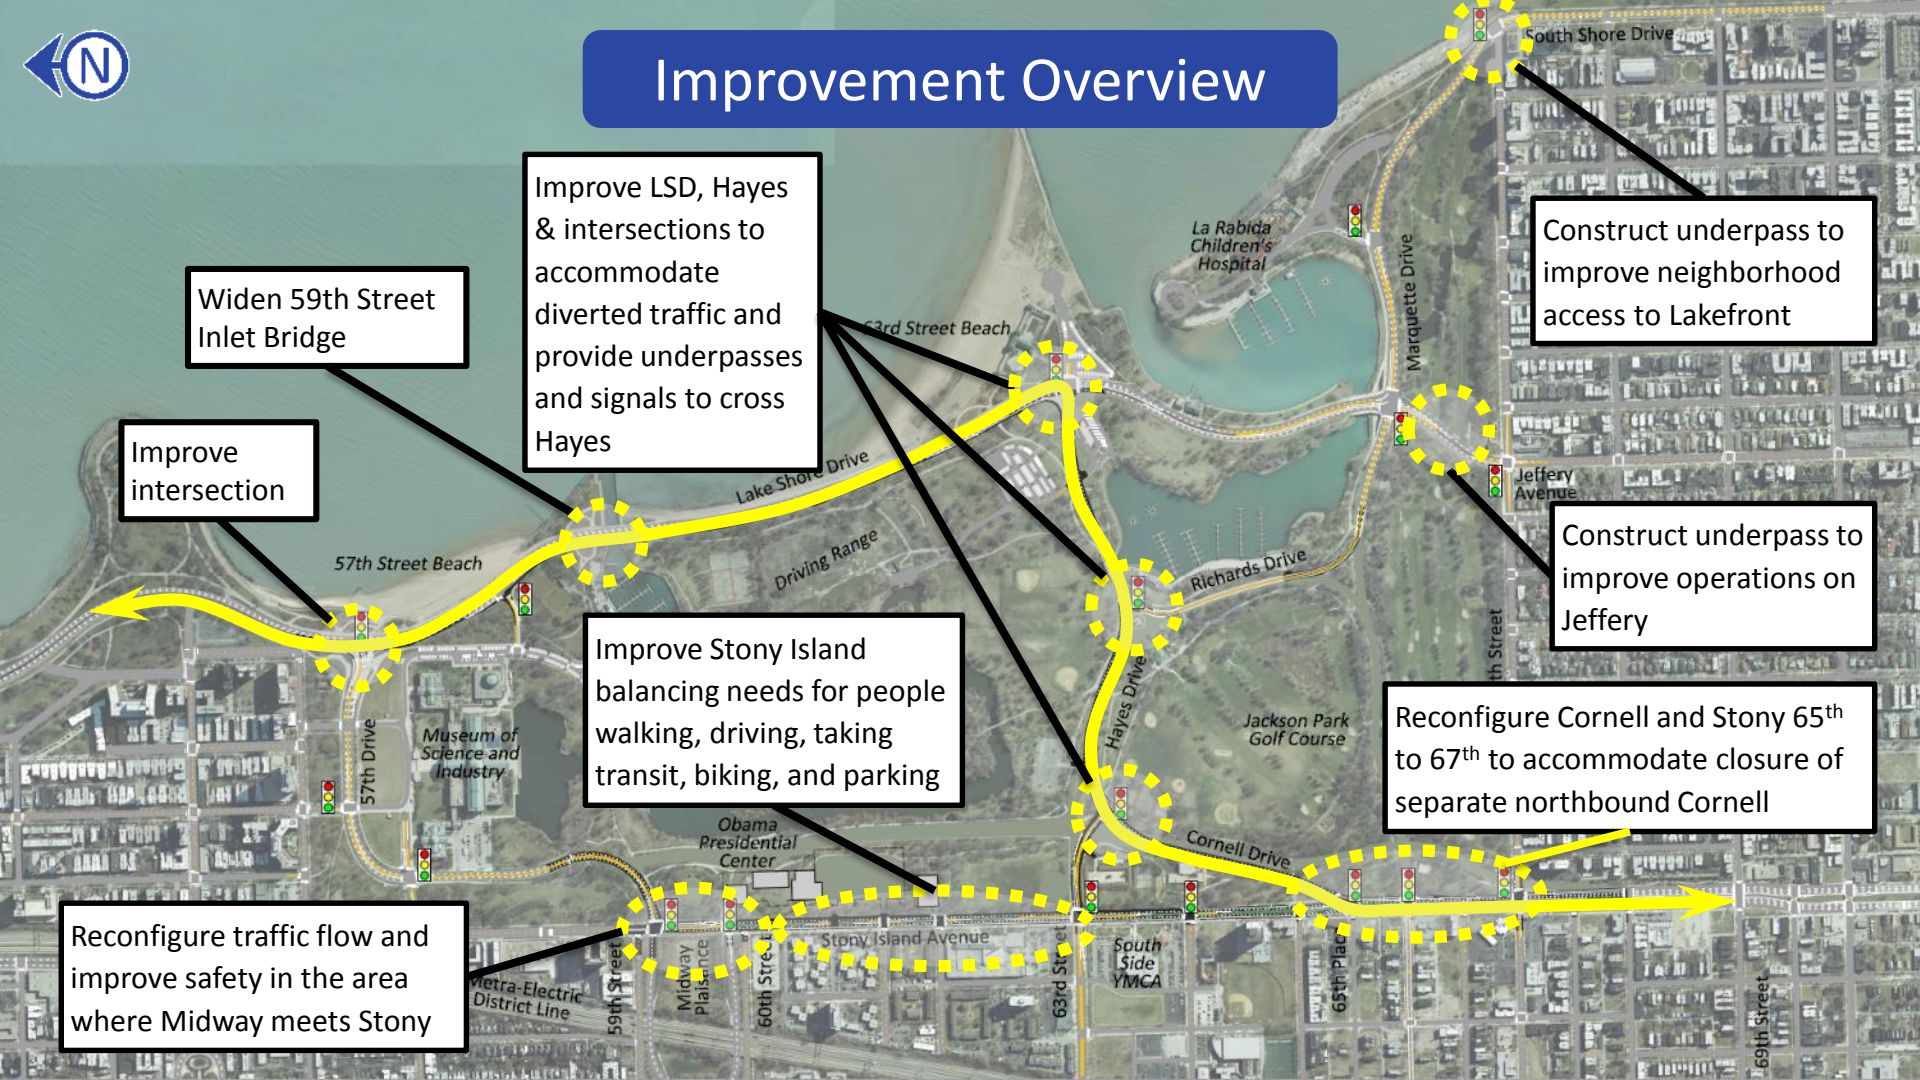 N
Improvement Overview
South Shore Drive
Improve LSD, Hayes
& intersections to
accommodate
diverted traffic and
provide underpasses
and signals to cross
Hayes
La Rabida
Children's
Hospital
Marquette Drive
Construct underpass to
improve neighborhood
access to Lakefront
Widen 59th Street
Inlet Bridge
63rd Street Beach
Improve
intersection
Lake Shore Drive
Jeffery
Avenue
57th Street Beach
Driving Range
Richards Drive
Construct underpass to
improve operations on
Jeffery
th Street
Improve Stony Island
balancing needs for people
walking, driving, taking
transit, biking, and parking
Hayes Drive
Jackson Park
Golf Course
Reconfigure Cornell and Stony 65th
to 67th to accommodate closure of
separate northbound Cornell
57th Drive
Museum of
Science and
Industry
Obama
Presidential
Center
Cornell Drive
Reconfigure traffic flow and
improve safety in the area
where Midway meets Stony
Metra-Electric
District Line
59th Street
Midway
Plaisance
60th Street
Stony Island Avenue
63rd Street
South
Side
YMCA
65th Place
69th Street